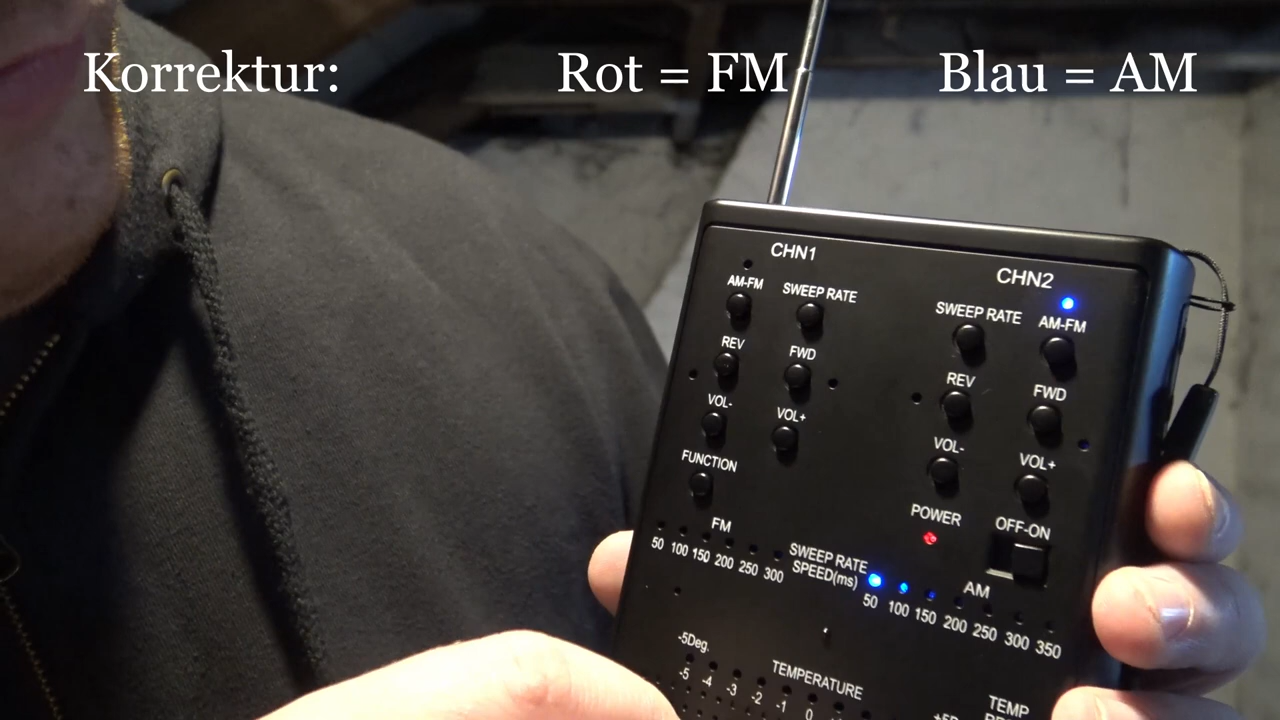 Korrektur: Rot = FM Blau = AM
CHN1
CHN2
AM-FM SWEEP RATE
SWEEP RATE AM-FM
REV FWD
REV FWD
VOL- VOL+
VOL- VOL+
FUNCTION
POWER OFF-ON
FM
50 100 150 200 250 300
SWEEP RATE
SPEED(ms)
AM
50 100 150 200 250 300 350
-5Deg.
TEMPERATURE
-5 -4 -3 -2 -1 0
TEMP